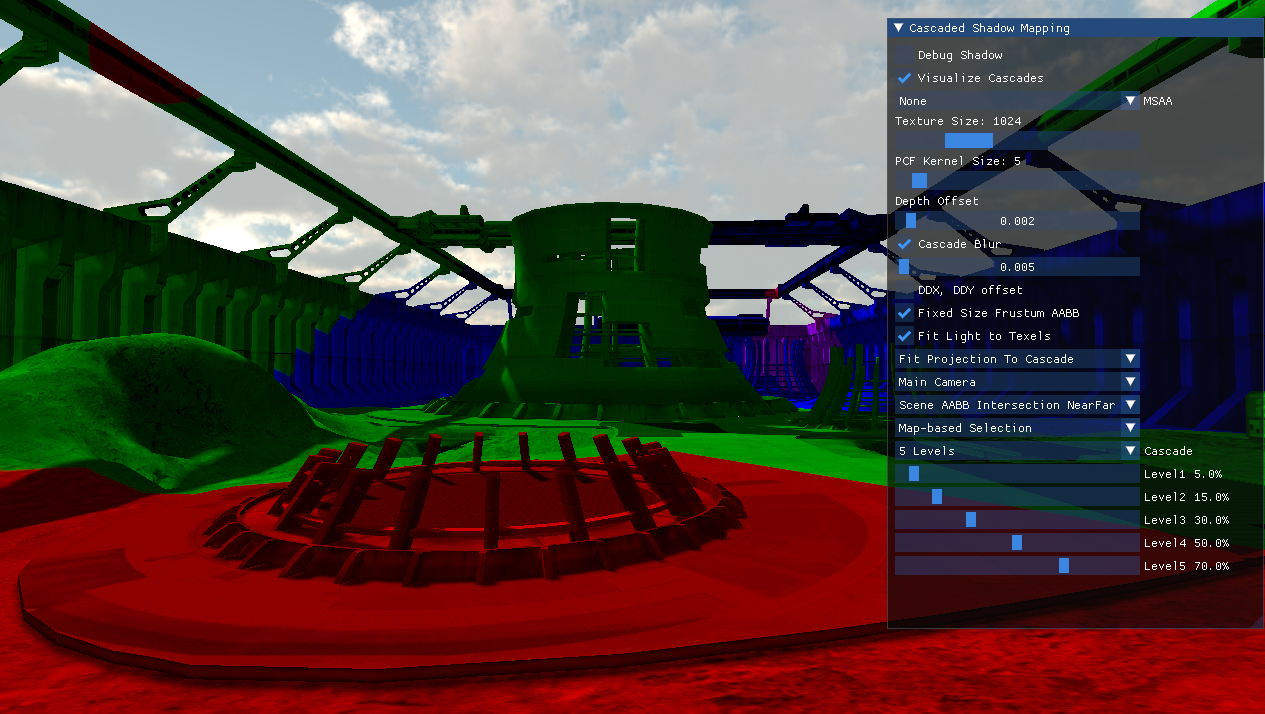 Cascaded Shadow Mapping
Debug Shadow
Visualize Cascades
None MSAA
Texture Size: 1024
PCF Kernel Size: 5
Depth Offset
0.002
Cascade Blur
0.005
DDX, DDY offset
Fixed Size Frustum AABB
Fit Light to Texels
Fit Projection To Cascade
Main Camera
Scene AABB Intersection NearFar
Map-based Selection
5 Levels Cascade
Level1 5.0%
Level2 15.0%
Level3 30.0%
Level4 50.0%
Level5 70.0%